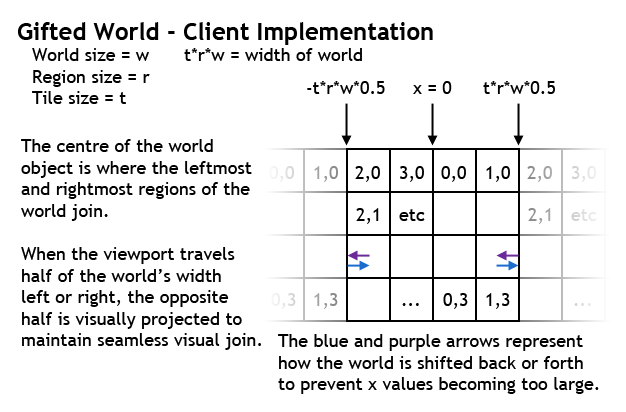 Gifted World - Client Implementation
World size = w t*r*w = width of world
Region size = r
Tile size = t
-t*r*w*0.5 x = 0 t*r*w*0.5
The centre of the world
object is where the leftmost
and rightmost regions of the
world join.
0,0 1,0 2,0 3,0 0,0 1,0 2,0 3,0
2,1 etc 2,1 etc
When the viewport travels
half of the world's width
left or right, the opposite
half is visually projected to
maintain seamless visual join.
0,3 1,3 ... 0,3 1,3 ...
The blue and purple arrows represent
how the world is shifted back or forth
to prevent x values becoming too large.